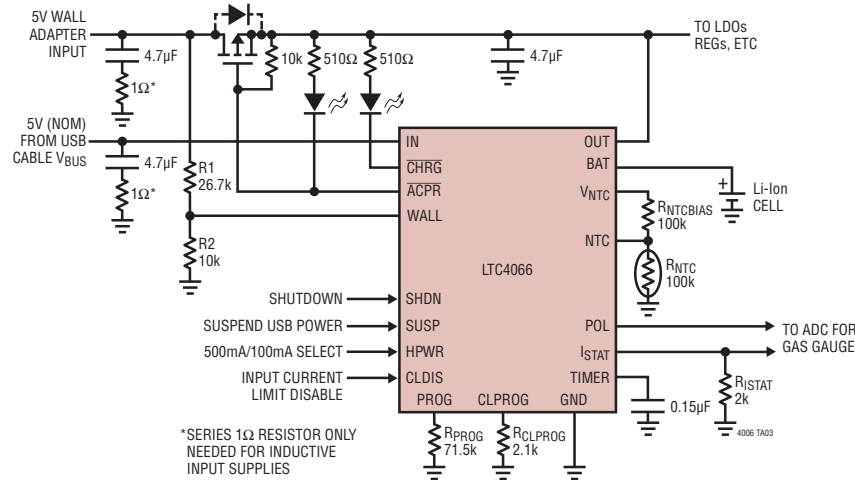 5V WALL
ADAPTER
INPUT
4.7µF
1Ω*
10k
510Ω
510Ω
4.7µF
TO LDOs
REGs, ETC
5V (NOM)
FROM USB
CABLE VBUS
4.7µF
1Ω*
R1
26.7k
R2
10k
IN
CHRG
ACPR
WALL
SHDN
SUSP
HPWR
CLDIS
PROG
CLPROG
GND
LTC4066
OUT
BAT
VNTC
NTC
POL
ISTAT
TIMER
+
Li-Ion
CELL
RNTCBIAS
100k
RNTC
100k
SHUTDOWN
SUSPEND USB POWER
500mA/100mA SELECT
INPUT CURRENT
LIMIT DISABLE
TO ADC FOR
GAS GAUGE
RISTAT
2k
0.15µF
4006 TA03
RPROG
71.5k
RCLPROG
2.1k
*SERIES 1Ω RESISTOR ONLY
NEEDED FOR INDUCTIVE
INPUT SUPPLIES